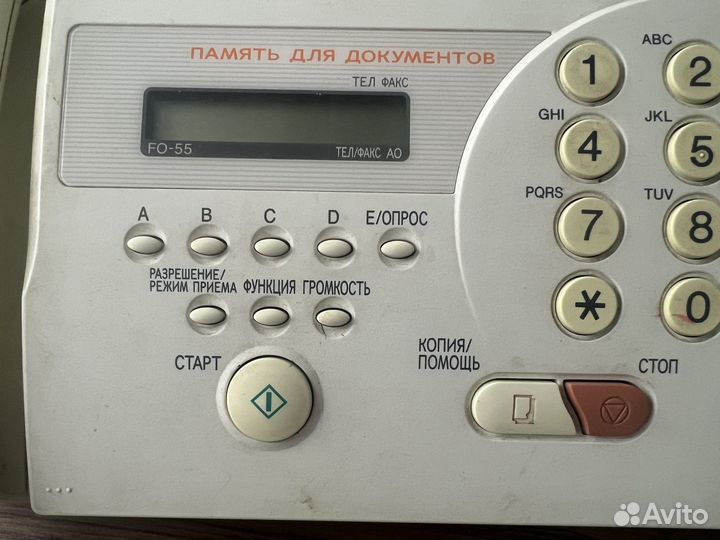 ПАМЯТЬ ДЛЯ ДОКУМЕНТОВ
ТЕЛ ФАКС
FO-55
ТЕЛ/ФАКС АО
A B C D Е/ОПРОС
РАЗРЕШЕНИЕ/
РЕЖИМ ПРИЕМА ФУНКЦИЯ ГРОМКОСТЬ
СТАРТ
КОПИЯ/
ПОМОЩЬ
СТОП
ABC
1 2
GHI JKL
4 5
PQRS TUV
7 8
* 0
Avito